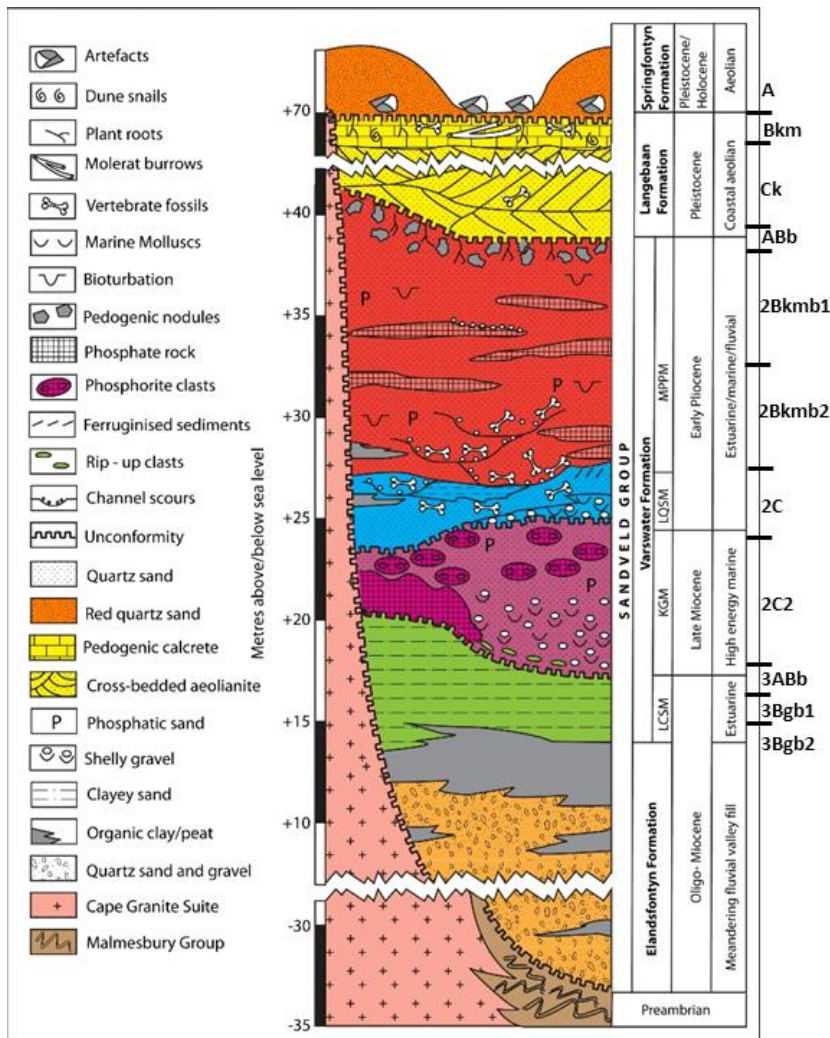 Artefacts
Dune snails
Plant roots
Molerat burrows
Vertebrate fossils
Marine Molluscs
Bioturbation
Pedogenic nodules
Phosphate rock
Phosphorite clasts
Ferruginised sediments
Rip - up clasts
Channel scours
Unconformity
Quartz sand
Red quartz sand
Pedogenic calcrete
Cross-bedded aeolianite
P
Phosphatic sand
Shelly gravel
Clayey sand
Organic clay/peat
Quartz sand and gravel
Cape Granite Suite
Malmesbury Group
Metres above/below sea level
+70
+40
+35
+30
+25
+20
+15
+10
-30
-35
P
P
P
P
P
SANDVELD GROUP
Springfontyn
Formation
Pleistocene/
Holocene
Aeolian
Langebaan
Formation
Pleistocene
Coastal aeolian
Varswater Formation
MPPM
LQSM
KGM
LCSM
Early Pliocene
Estuarine/marine/fluvial
Late Miocene
High energy marine
Estuarine
Elandsfontyn Formation
Oligo- Miocene
Meandering fluvial valley fill
Preambrian
A
Bkm
Ck
ABb
2Bkmb1
2Bkmb2
2C
2C2
3ABb
3Bgb1
3Bgb2